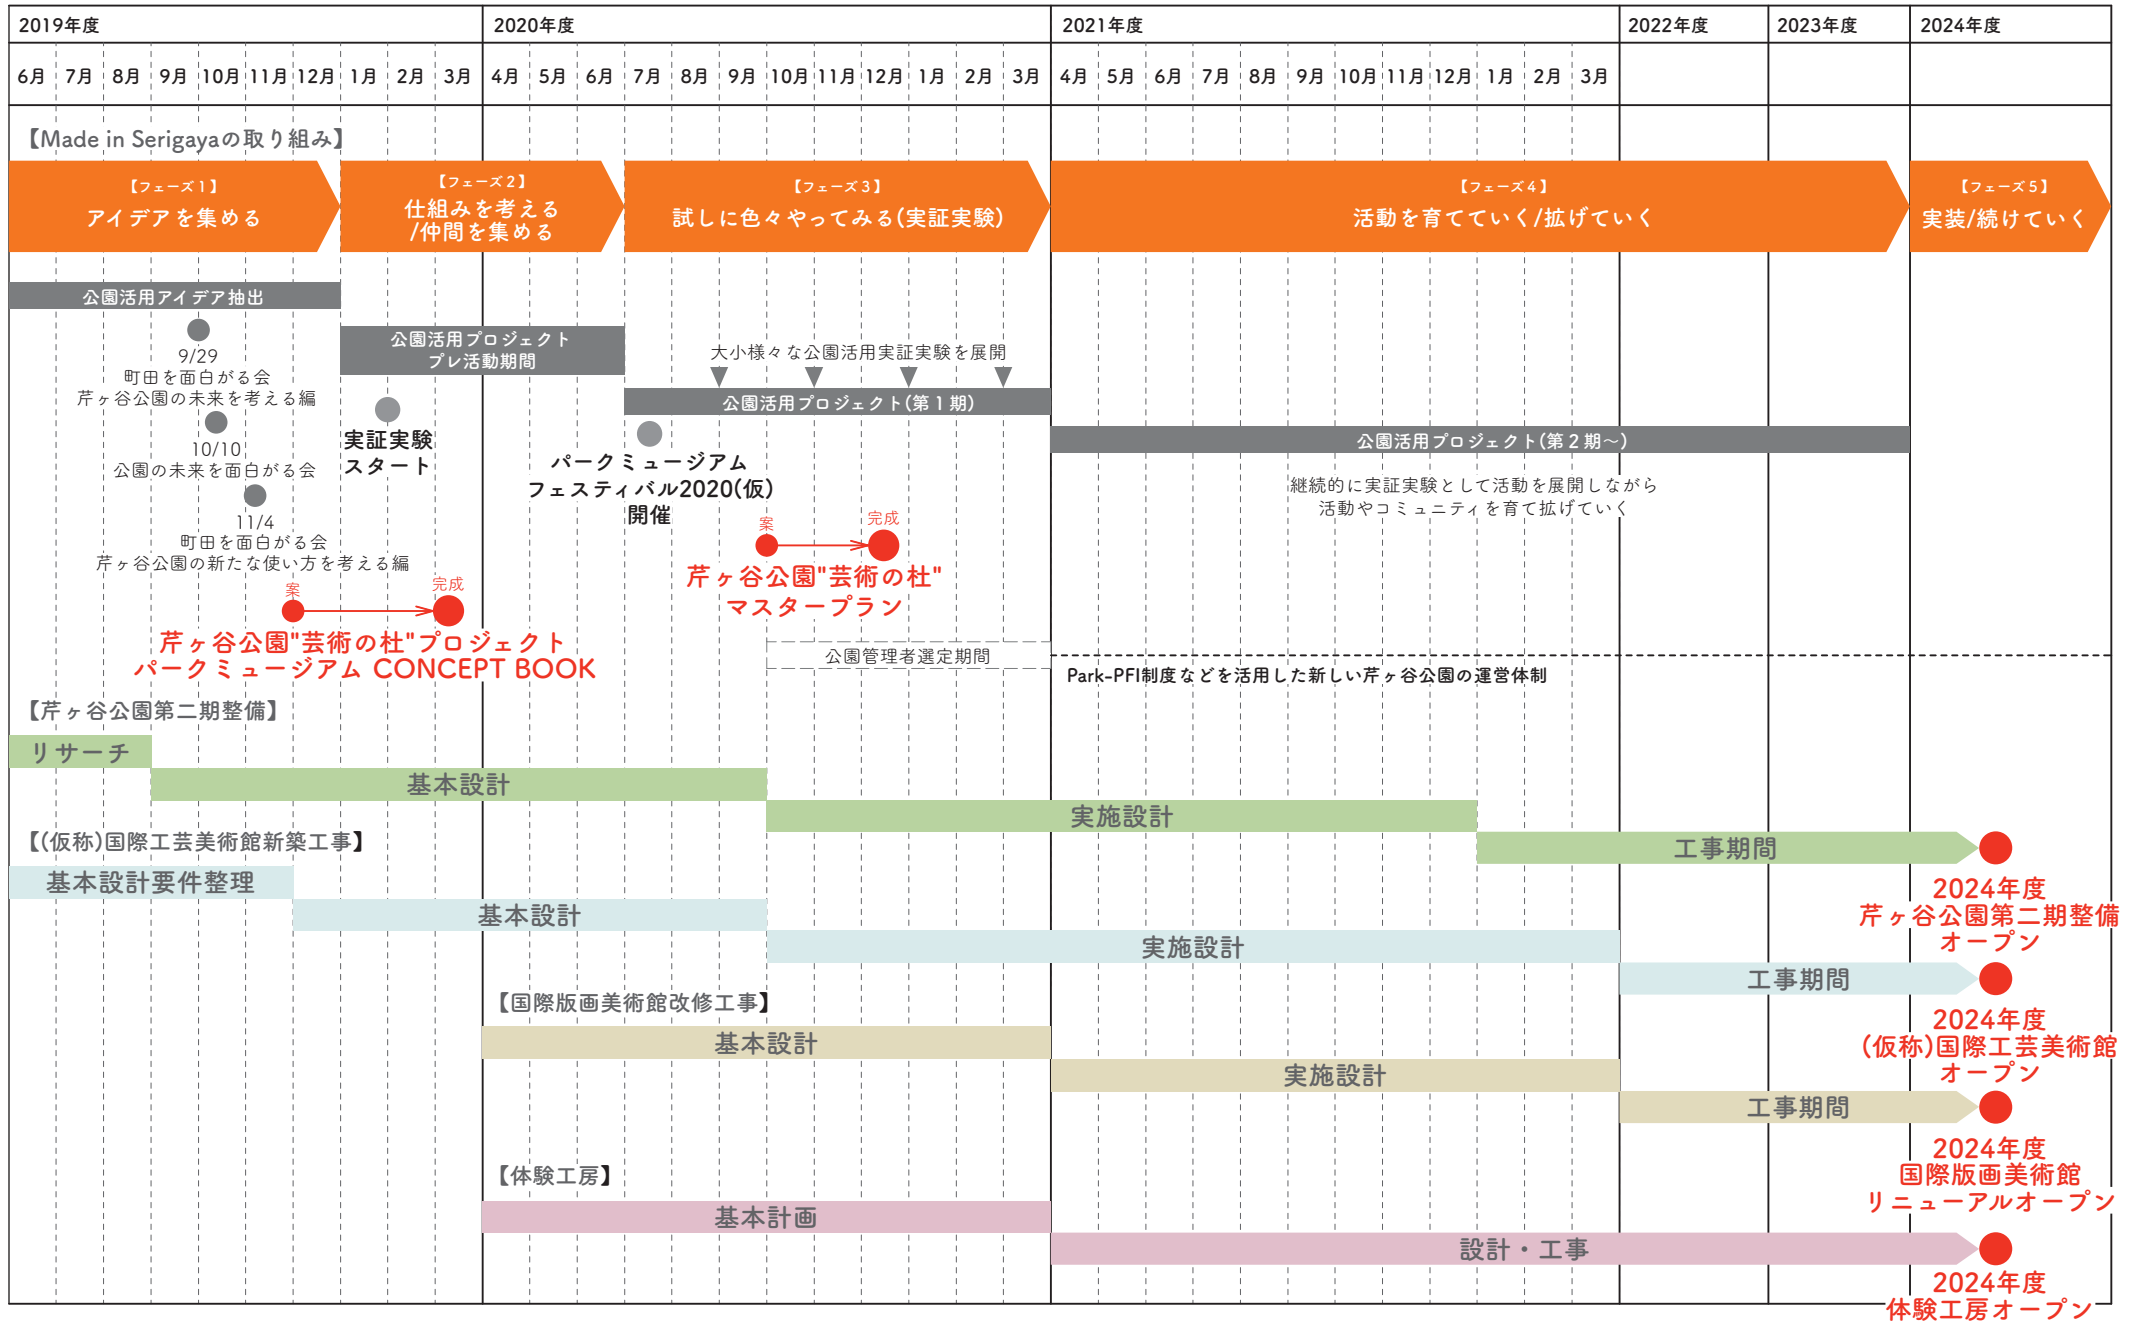 2019年度 2020年度 2021年度 2022年度 2023年度 2024年度
6月 7月 8月 9月 10月 11月 12月 1月 2月 3月 4月 5月 6月 7月 8月 9月 10月 11月 12月 1月 2月 3月 4月 5月 6月 7月 8月 9月 10月 11月 12月 1月 2月 3月
【Made in Serigayaの取り組み】
【フェーズ1】
アイデアを集める
【フェーズ2】
仕組みを考える
/仲間を集める
【フェーズ3】
試しに色々やってみる(実証実験)
【フェーズ4】
活動を育てていく/拡げていく
【フェーズ5】
実装/続けていく
公園活用アイデア抽出
9/29
町田を面白がる会
芹ヶ谷公園の未来を考える編
10/10
公園の未来を面白がる会
11/4
町田を面白がる会
芹ヶ谷公園の新たな使い方を考える編
公園活用プロジェクト
プレ活動期間
実証実験
スタート
大小様々な公園活用実証実験を展開
公園活用プロジェクト(第1期)
パークミュージアム
フェスティバル2020(仮)
開催
公園活用プロジェクト(第2期〜)
継続的に実証実験として活動を展開しながら
活動やコミュニティを育て拡げていく
案 完成
芹ヶ谷公園"芸術の杜"
マスタープラン
案 完成
芹ヶ谷公園"芸術の杜"プロジェクト
パークミュージアム CONCEPT BOOK
公園管理者選定期間
Park-PFI制度などを活用した新しい芹ヶ谷公園の運営体制
【芹ヶ谷公園第二期整備】
リサーチ
基本設計
実施設計
工事期間
2024年度
芹ヶ谷公園第二期整備
オープン
【(仮称)国際工芸美術館新築工事】
基本設計要件整理
基本設計
実施設計
工事期間
2024年度
(仮称)国際工芸美術館
オープン
【国際版画美術館改修工事】
基本設計
実施設計
工事期間
2024年度
国際版画美術館
リニューアルオープン
【体験工房】
基本計画
設計・工事
2024年度
体験工房オープン